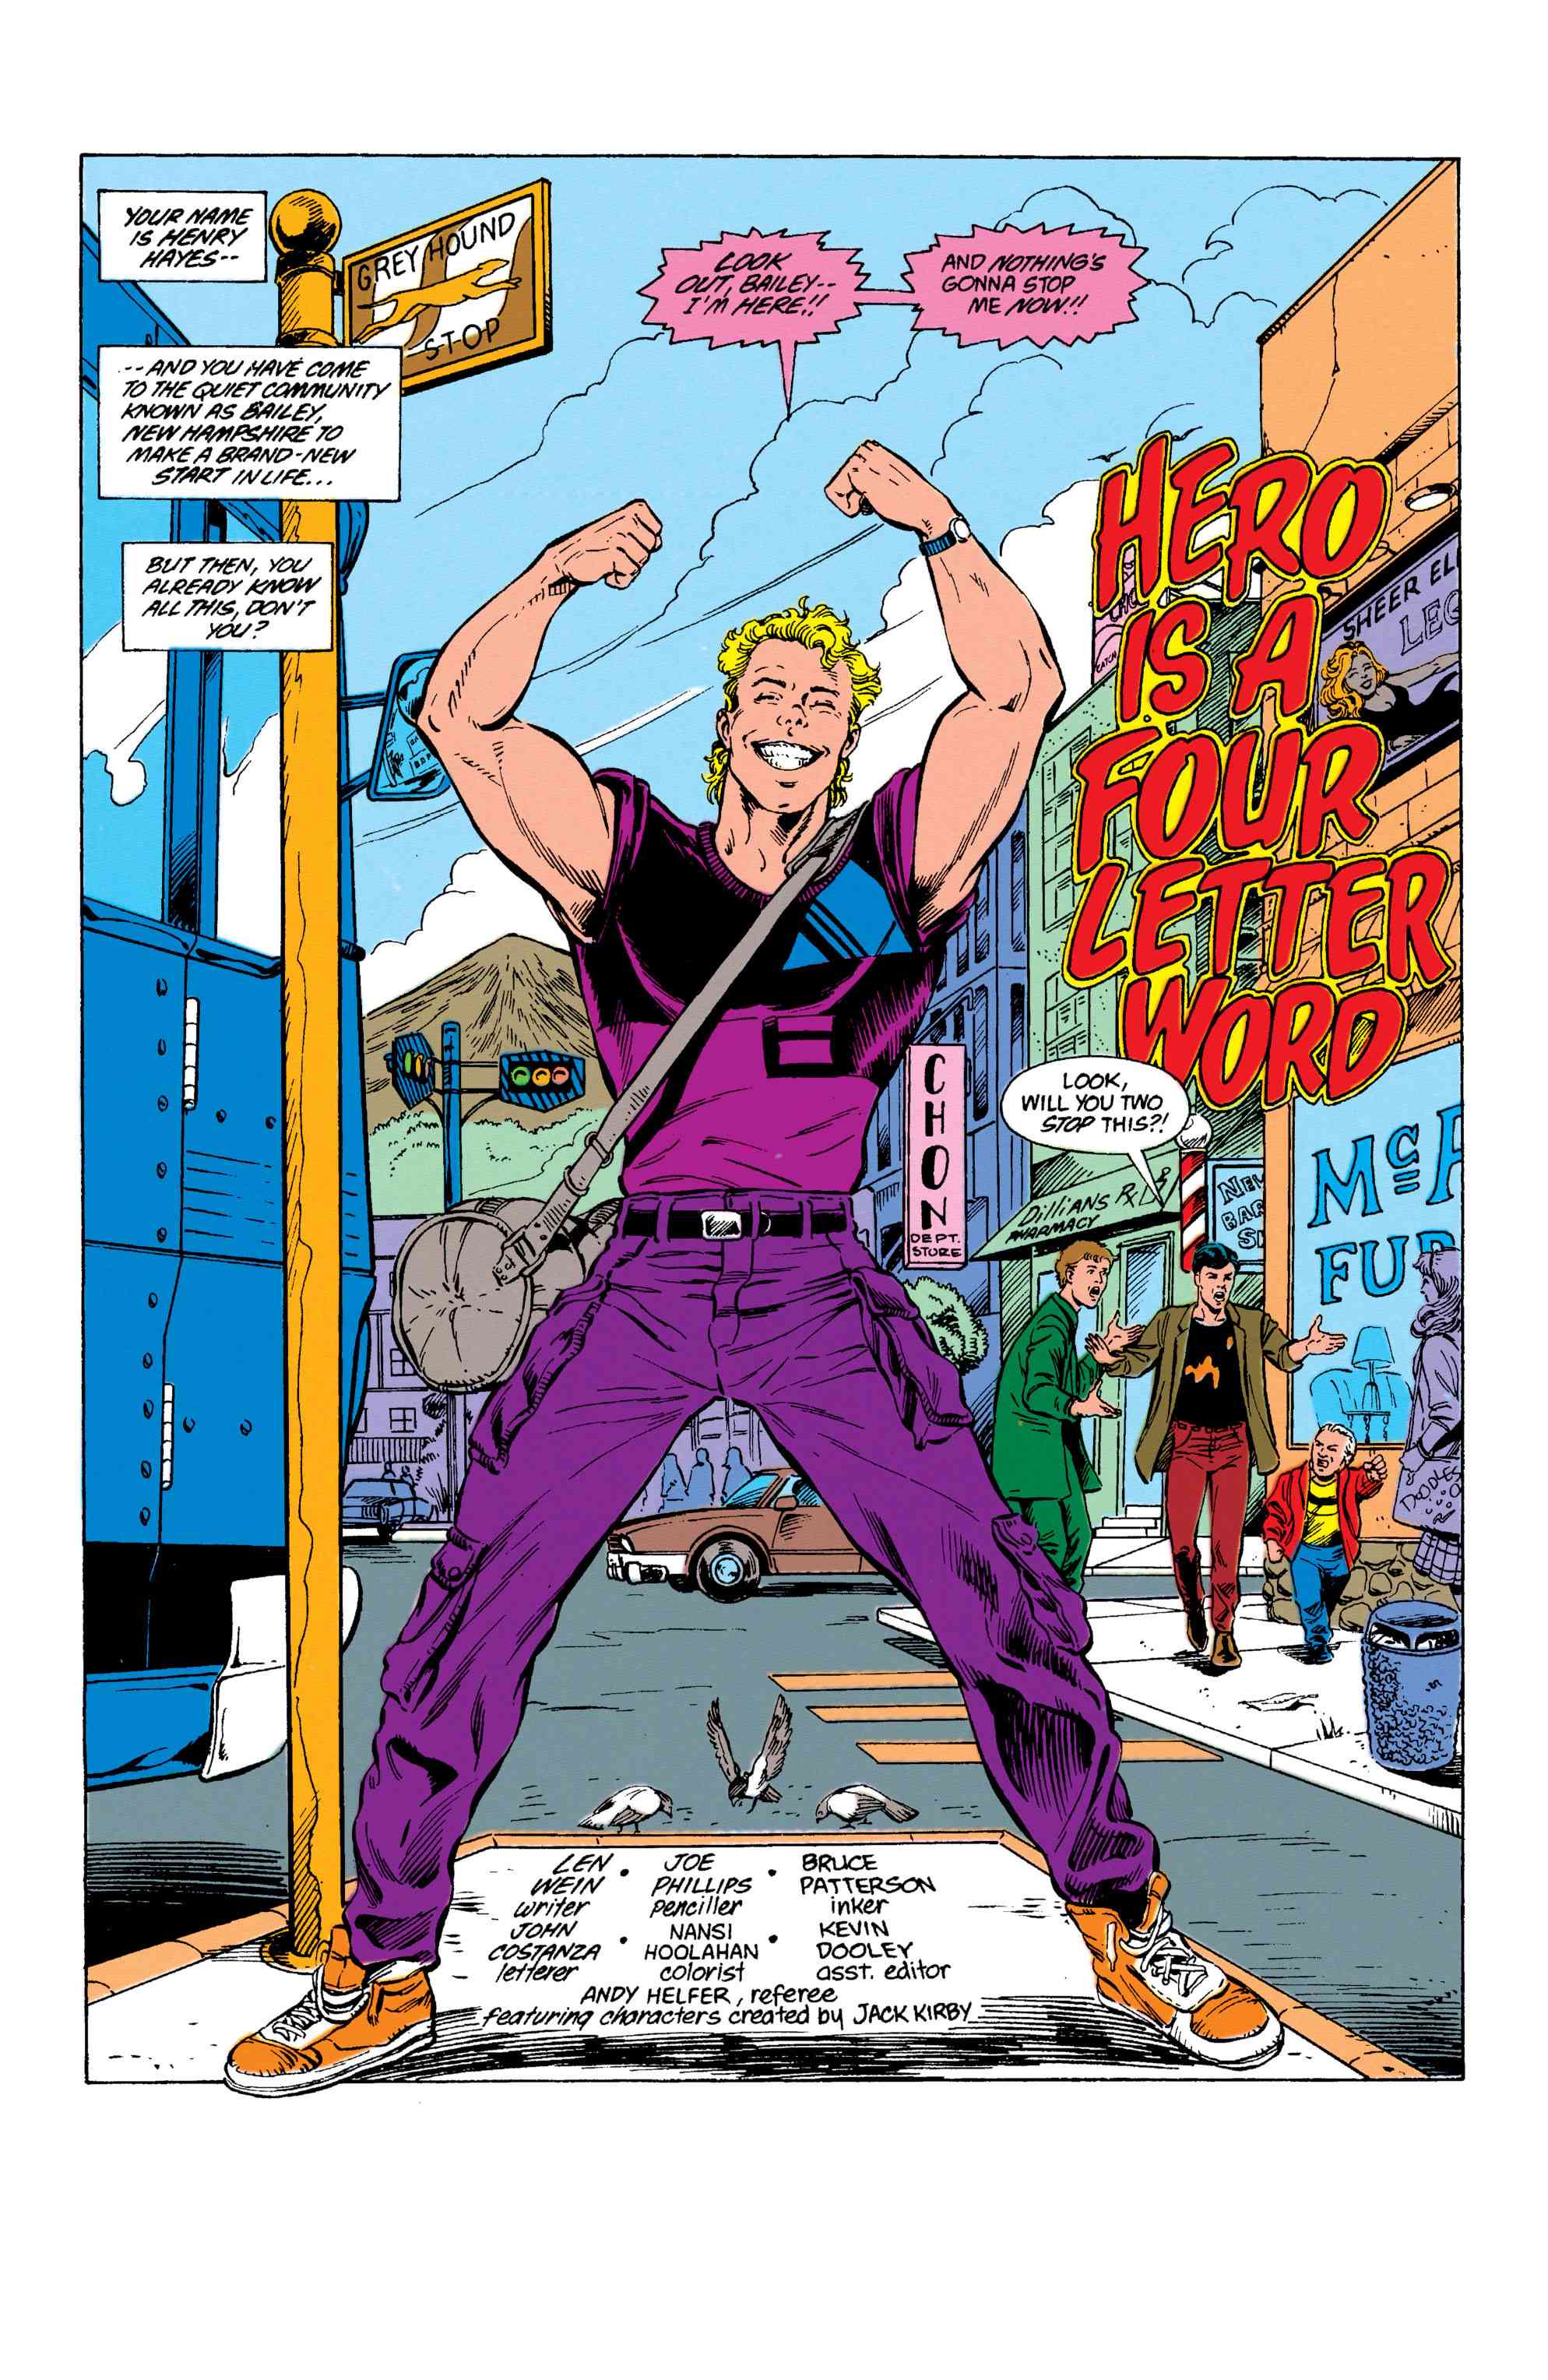 YOUR NAME
IS HENRY
HAYES--
GREY HOUND
STOP
--AND YOU HAVE COME
TO THE QUIET COMMUNITY
KNOWN AS BAILEY,
NEW HAMPSHIRE TO
MAKE A BRAND-NEW
START IN LIFE...
BUT THEN, YOU
ALREADY KNOW
ALL THIS, DON'T
YOU?
LOOK
OUT, BAILEY--
I'M HERE!!
AND NOTHING'S
GONNA STOP
ME NOW!!
HERO
IS A
FOUR
LETTER
WORD
SHEER EL
LEG
CATCH
LOOK,
WILL YOU TWO
STOP THIS?!
CHON
DEPT.
STORE
DILLIANS Rx
PHARMACY
NEW
BAR
S
McF
FUR
DOODLES
LEN • JOE • BRUCE
WEIN PHILLIPS PATTERSON
writer penciller inker
JOHN • NANSI • KEVIN
COSTANZA HOOLAHAN DOOLEY
letterer colorist asst. editor
ANDY HELFER, referee
featuring characters created by JACK KIRBY